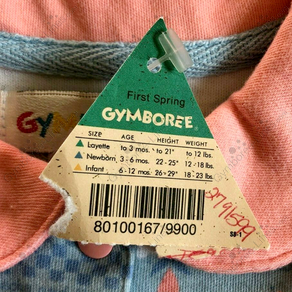 First Spring
GYMBOREE
SIZE AGE HEIGHT WEIGHT
Layette to 3 mos. to 21" to 12 lbs.
Newborn 3-6 mos. 22-25" 12-18 lbs.
Infant 6-12 mos. 26-29" 18-23 lbs.
80100167/9900
GYM